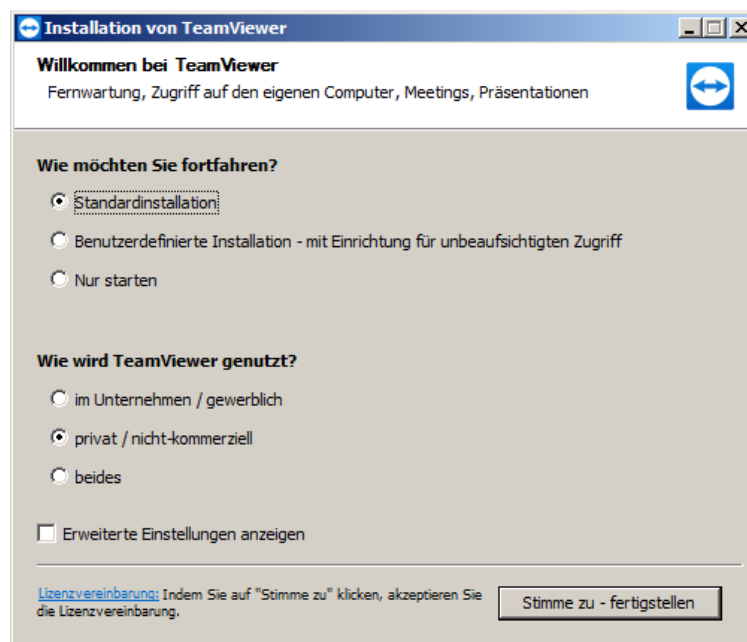 Installation von TeamViewer
Willkommen bei TeamViewer
Fernwartung, Zugriff auf den eigenen Computer, Meetings, Präsentationen
Wie möchten Sie fortfahren?
Standardinstallation
Benutzerdefinierte Installation - mit Einrichtung für unbeaufsichtigten Zugriff
Nur starten
Wie wird TeamViewer genutzt?
im Unternehmen / gewerblich
privat / nicht-kommerziell
beides
Erweiterte Einstellungen anzeigen
Lizenzvereinbarung: Indem Sie auf "Stimme zu" klicken, akzeptieren Sie
die Lizenzvereinbarung.
Stimme zu - fertigstellen